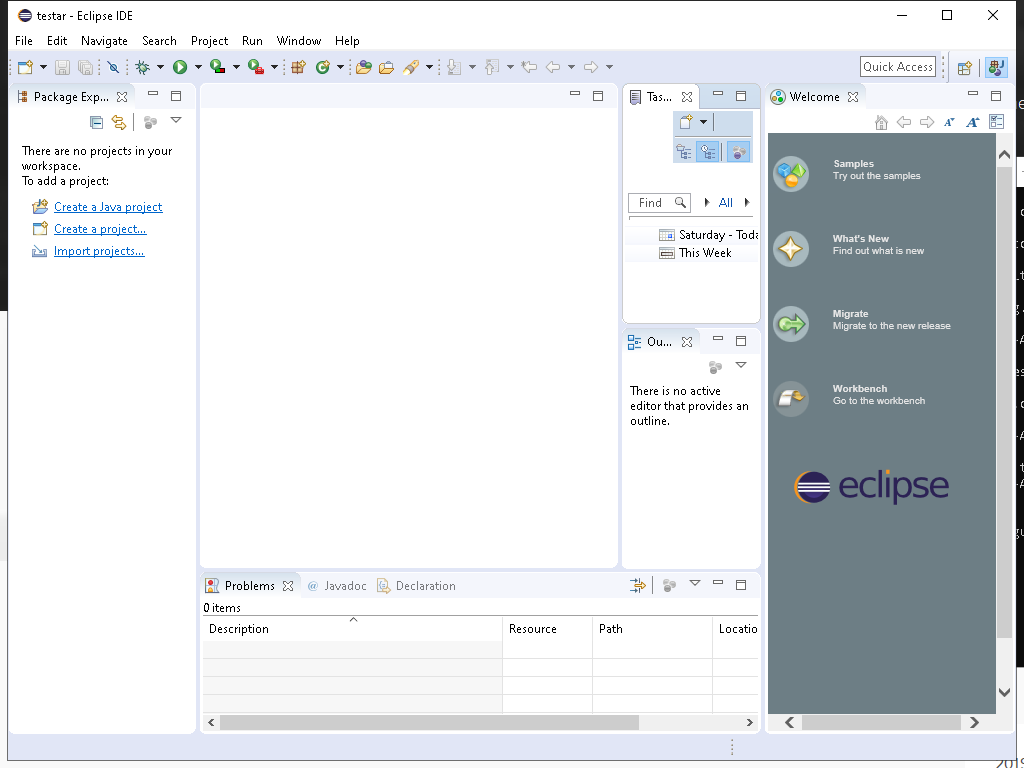 testar - Eclipse IDE
File Edit Navigate Search Project Run Window Help
Quick Access
Package Exp...
There are no projects in your
workspace.
To add a project:
Create a Java project
Create a project...
Import projects...
Tas...
Find
All
Saturday - Toda
This Week
Ou...
There is no active
editor that provides an
outline.
Welcome
Samples
Try out the samples
What's New
Find out what is new
Migrate
Migrate to the new release
Workbench
Go to the workbench
eclipse
Problems @ Javadoc Declaration
0 items
Description Resource Path Locatio
2019